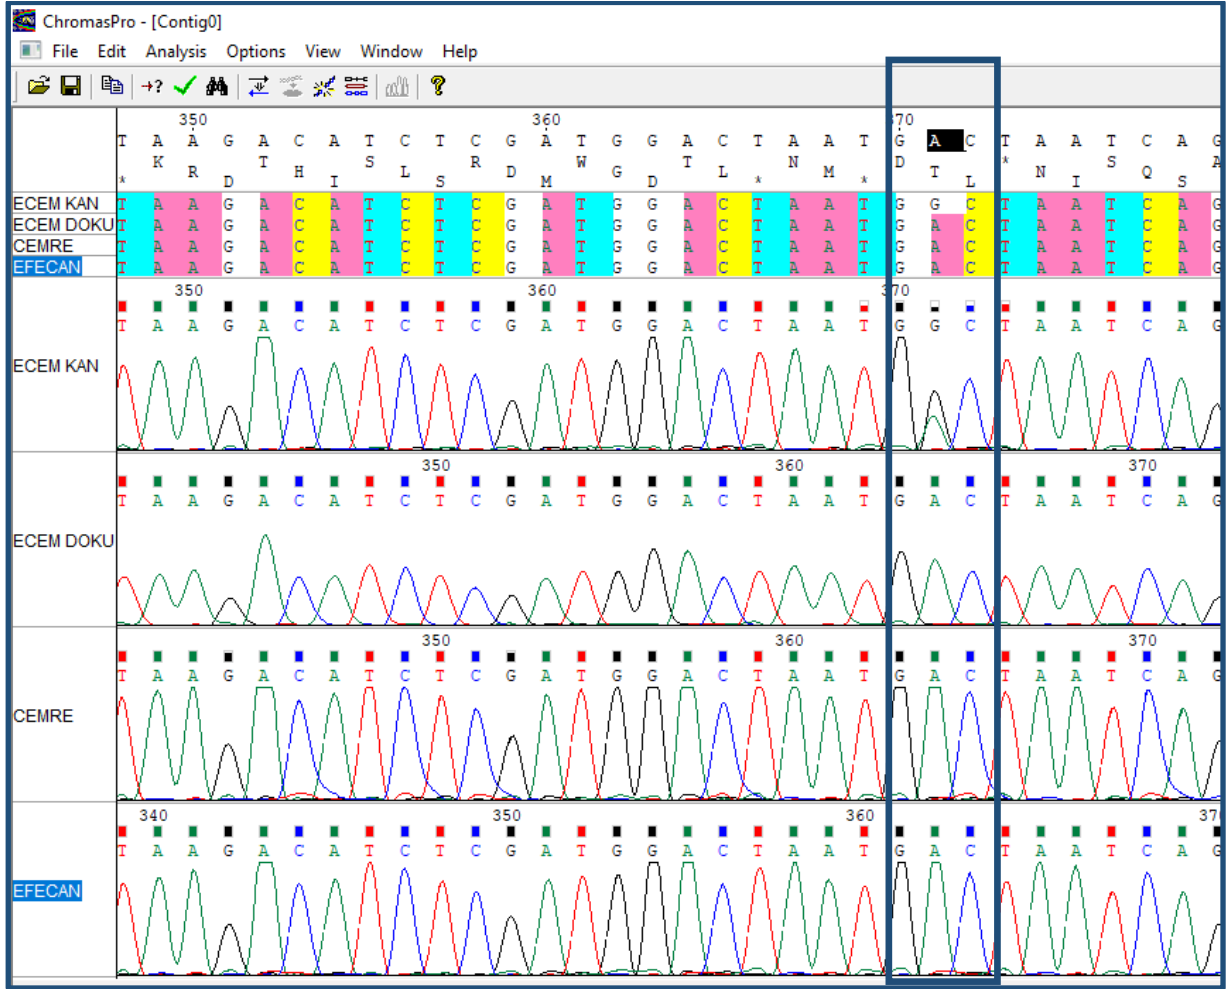 ChromasPro - [Contig0]
File Edit Analysis Options View Window Help
350 360 370
T A A G A C A T C T C G A T G G A C T A A T G A C T A A T C A G
K T S R W T N D * S A
R H L D G L M T N Q
* D I S M D * * L I S
ECEM KAN T A A G A C A T C T C G A T G G A C T A A T G G C T A A T C A G
ECEM DOKU T A A G A C A T C T C G A T G G A C T A A T G A C T A A T C A G
CEMRE T A A G A C A T C T C G A T G G A C T A A T G A C T A A T C A G
EFECAN T A A G A C A T C T C G A T G G A C T A A T G A C T A A T C A G
350 360 370
T A A G A C A T C T C G A T G G A C T A A T G G C T A A T C A G
ECEM KAN
350 360 370
T A A G A C A T C T C G A T G G A C T A A T G A C T A A T C A G
ECEM DOKU
350 360 370
T A A G A C A T C T C G A T G G A C T A A T G A C T A A T C A G
CEMRE
340 350 360 370
T A A G A C A T C T C G A T G G A C T A A T G A C T A A T C A G
EFECAN